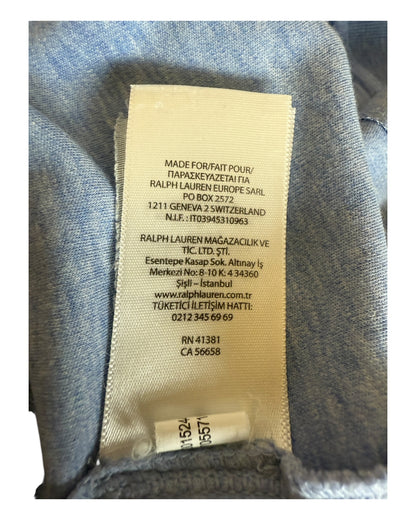 MADE FOR/FAIT POUR/
ΠΑΡΑΣΚΕΥΑΖΕΤΑΙ ΓΙΑ
RALPH LAUREN EUROPE SARL
PO BOX 2572
1211 GENEVA 2 SWITZERLAND
N.I.F. : IT03945310963
RALPH LAUREN MAĞAZACILIK VE
TİC. LTD. ŞTİ.
Esentepe Kasap Sok. Altınay İş
Merkezi No: 8-10 K: 4 34360
Şişli – İstanbul
www.ralphlauren.com.tr
TÜKETİCİ İLETİŞİM HATTI:
0212 345 69 69
RN 41381
CA 56658